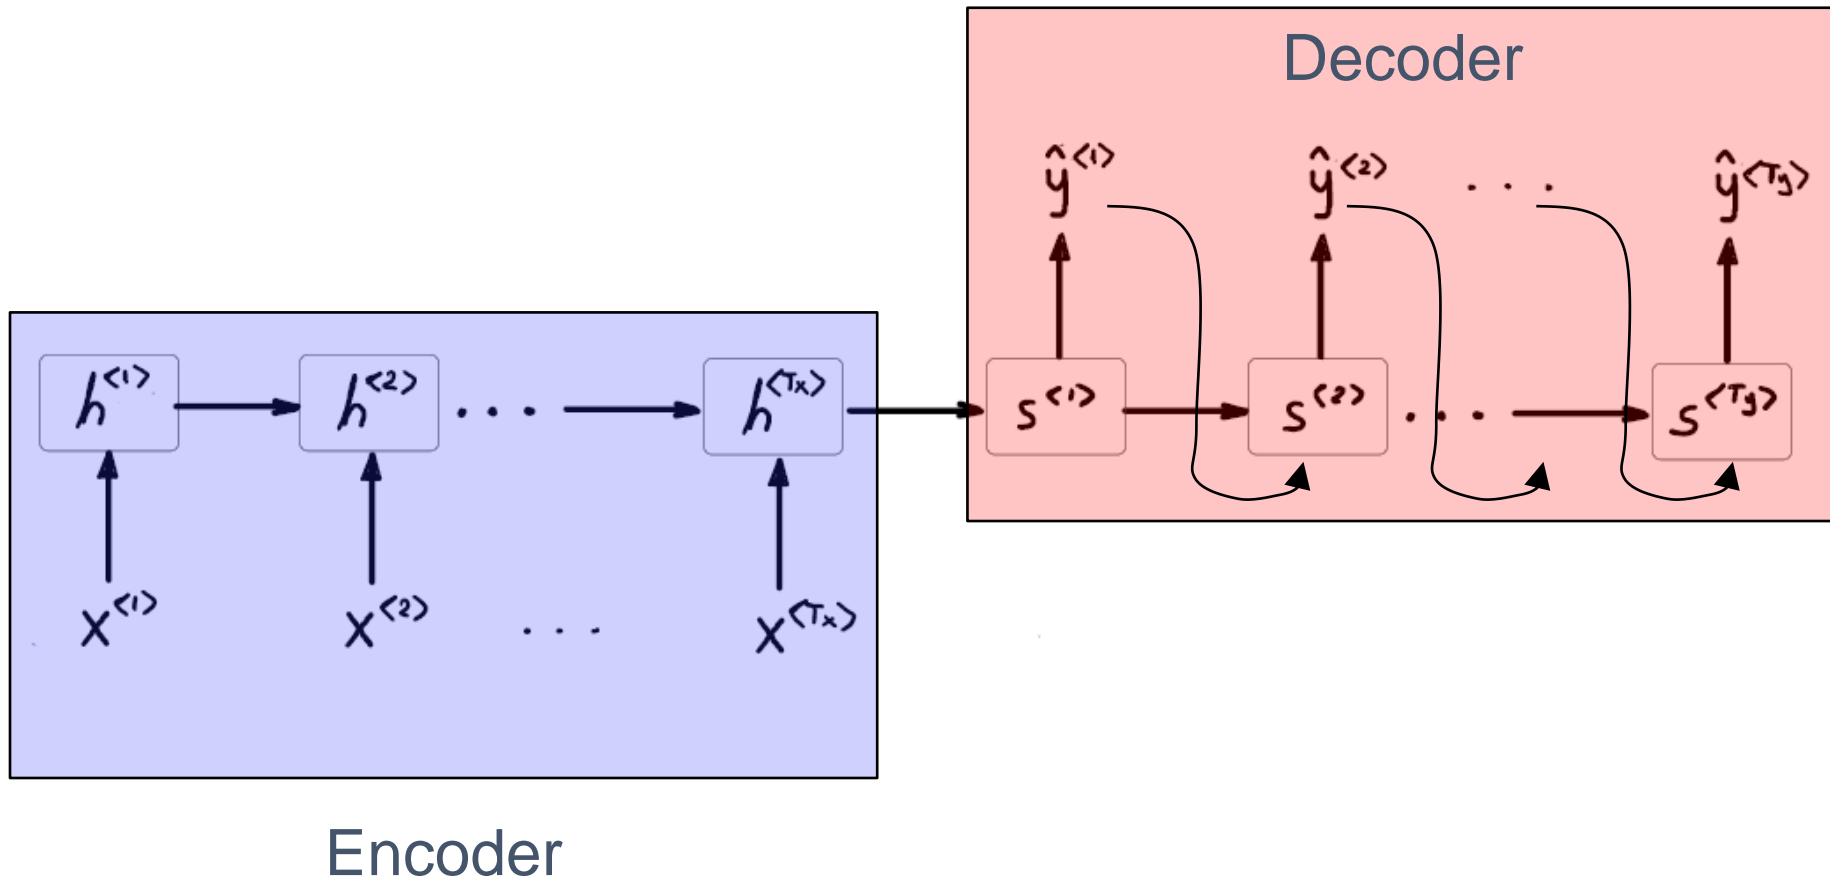 Decoder
ŷ<1> ŷ<2> . . . ŷ<Ty>
h<1> h<2> . . . h<Tx> s<1> s<2> . . . s<Ty>
x<1> x<2> . . . x<Tx>
Encoder